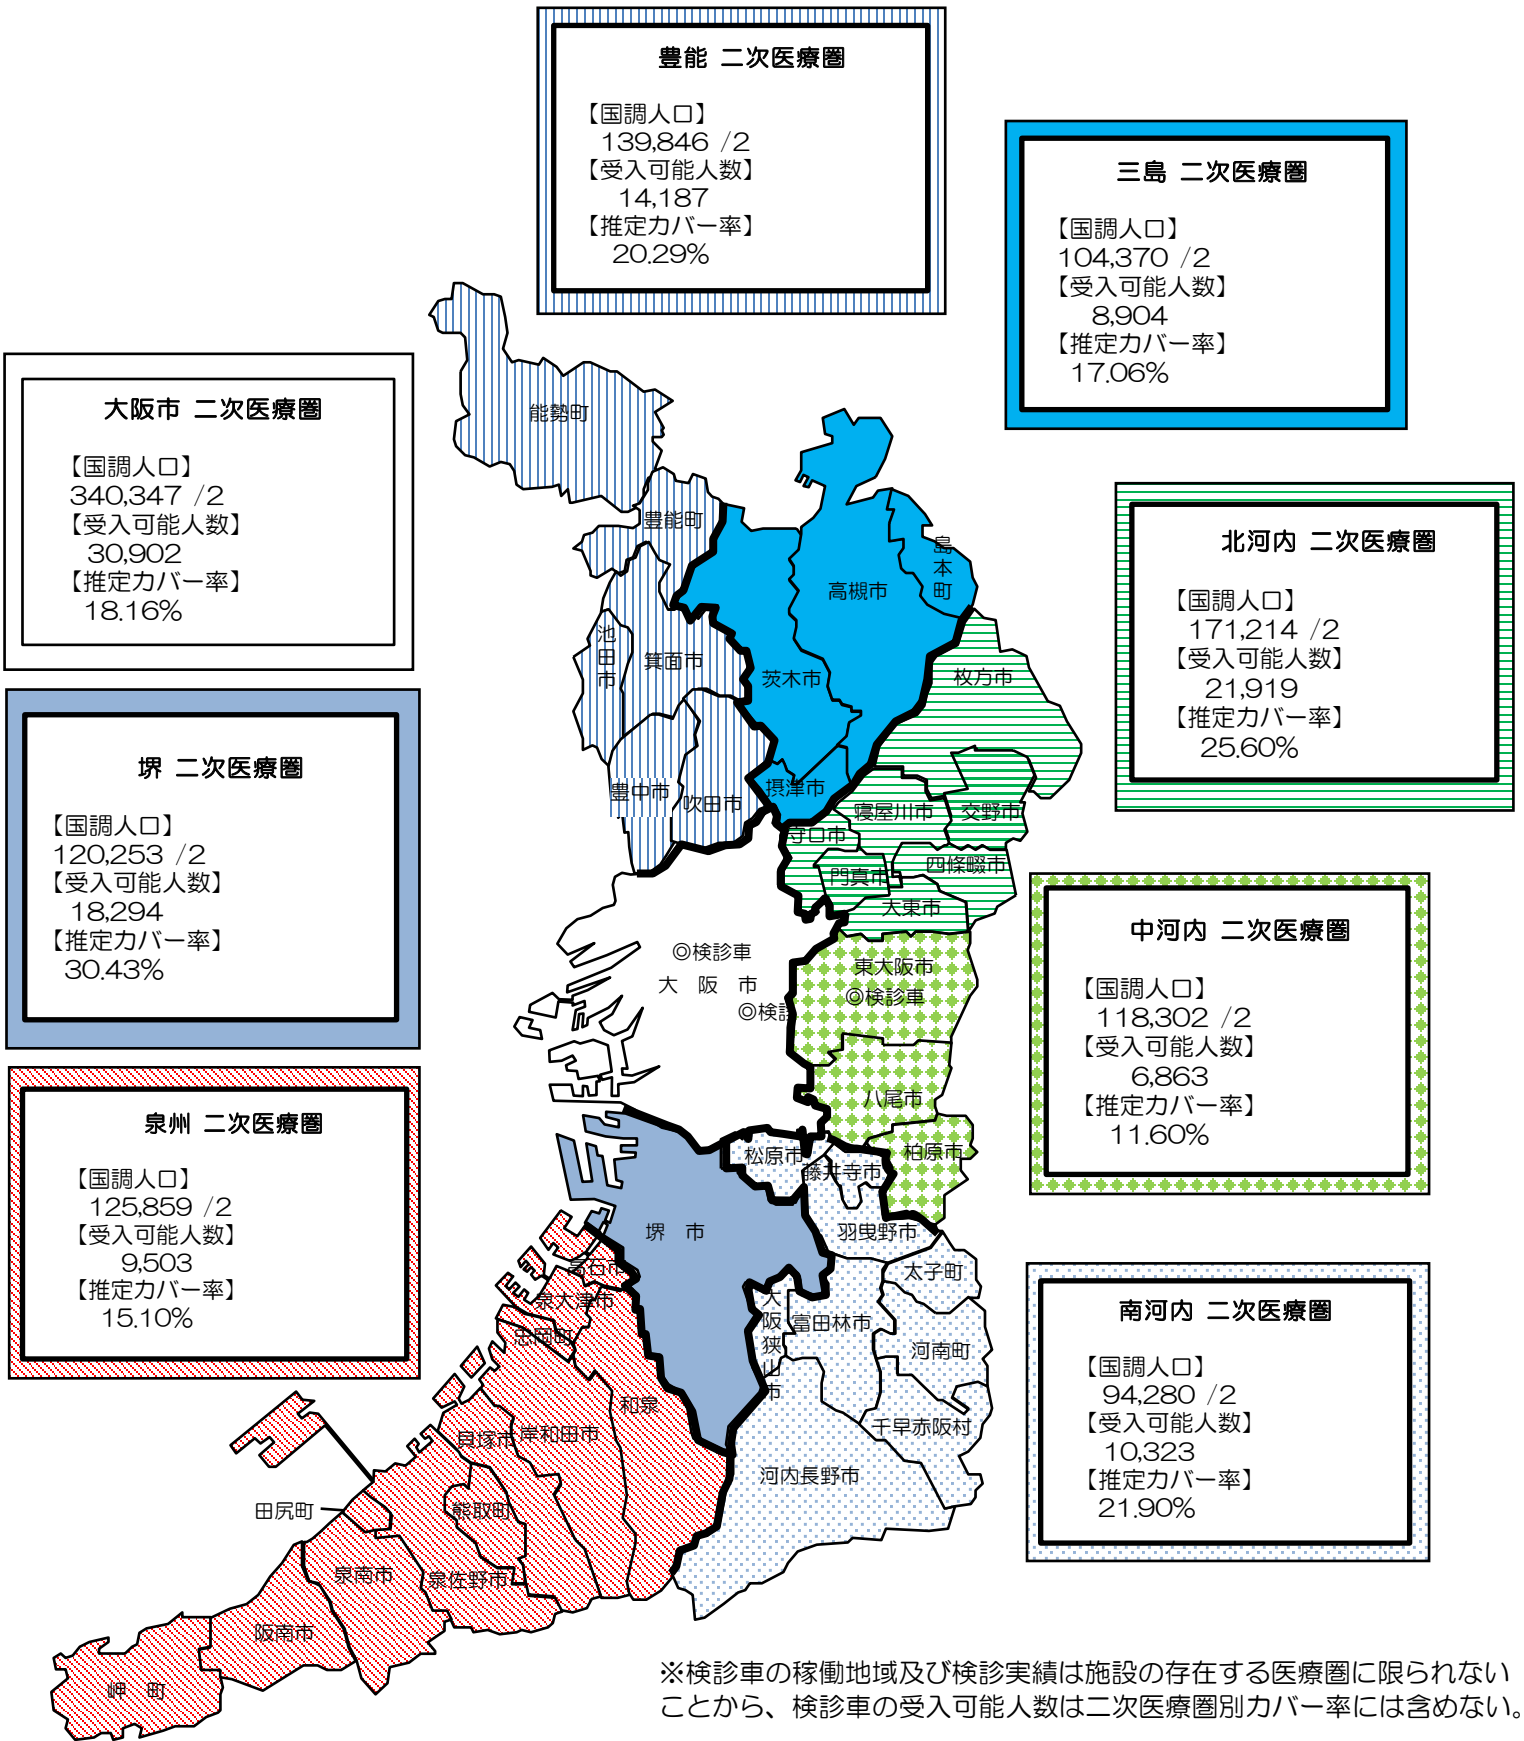 豊能 二次医療圏
【国調人口】
139,846 /2
【受入可能人数】
14,187
【推定カバー率】
20.29%
三島 二次医療圏
【国調人口】
104,370 /2
【受入可能人数】
8,904
【推定カバー率】
17.06%
大阪市 二次医療圏
【国調人口】
340,347 /2
【受入可能人数】
30,902
【推定カバー率】
18.16%
北河内 二次医療圏
【国調人口】
171,214 /2
【受入可能人数】
21,919
【推定カバー率】
25.60%
堺 二次医療圏
【国調人口】
120,253 /2
【受入可能人数】
18,294
【推定カバー率】
30.43%
中河内 二次医療圏
【国調人口】
118,302 /2
【受入可能人数】
6,863
【推定カバー率】
11.60%
泉州 二次医療圏
【国調人口】
125,859 /2
【受入可能人数】
9,503
【推定カバー率】
15.10%
南河内 二次医療圏
【国調人口】
94,280 /2
【受入可能人数】
10,323
【推定カバー率】
21.90%
能勢町
豊能町
島本町
高槻市
池田市
箕面市
茨木市
枚方市
豊中市
吹田市
摂津市
寝屋川市
交野市
守口市
四條畷市
門真市
大東市
◎検診車
大 阪 市
◎検診
東大阪市
◎検診車
八尾市
柏原市
松原市
藤井寺市
堺 市
羽曳野市
太子町
高石市
泉大津市
忠岡町
大阪狭山市
富田林市
河南町
和泉
岸和田市
貝塚市
千早赤阪村
河内長野市
田尻町
熊取町
泉南市
泉佐野市
阪南市
岬 町
※検診車の稼働地域及び検診実績は施設の存在する医療圏に限られない
ことから、検診車の受入可能人数は二次医療圏別カバー率には含めない。